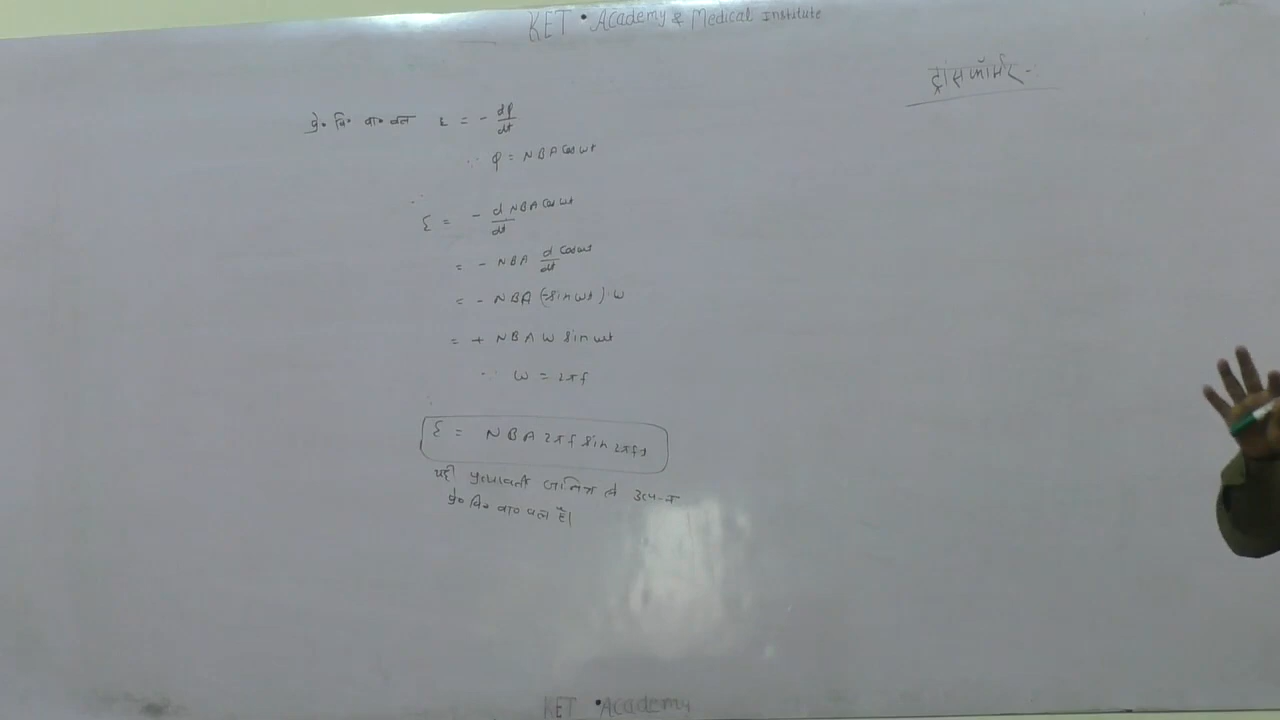 KET • Academy & Medical Institute
ट्रांसफॉर्मर -
प्रे० वि० वा० बल ε = - dφ/dt
∵ φ = NBA Cos ωt
∴
ε = - d/dt NBA Cos ωt
= - NBA d/dt Cos ωt
= - NBA (-sin ωt) · ω
= + NBA ω sin ωt
∵ ω = 2πf
ε = NBA 2πf sin 2πft
यही प्रत्यावर्ती जनित्र से उत्पन्न
प्रे० वि० वा० बल है।
KET • Academy